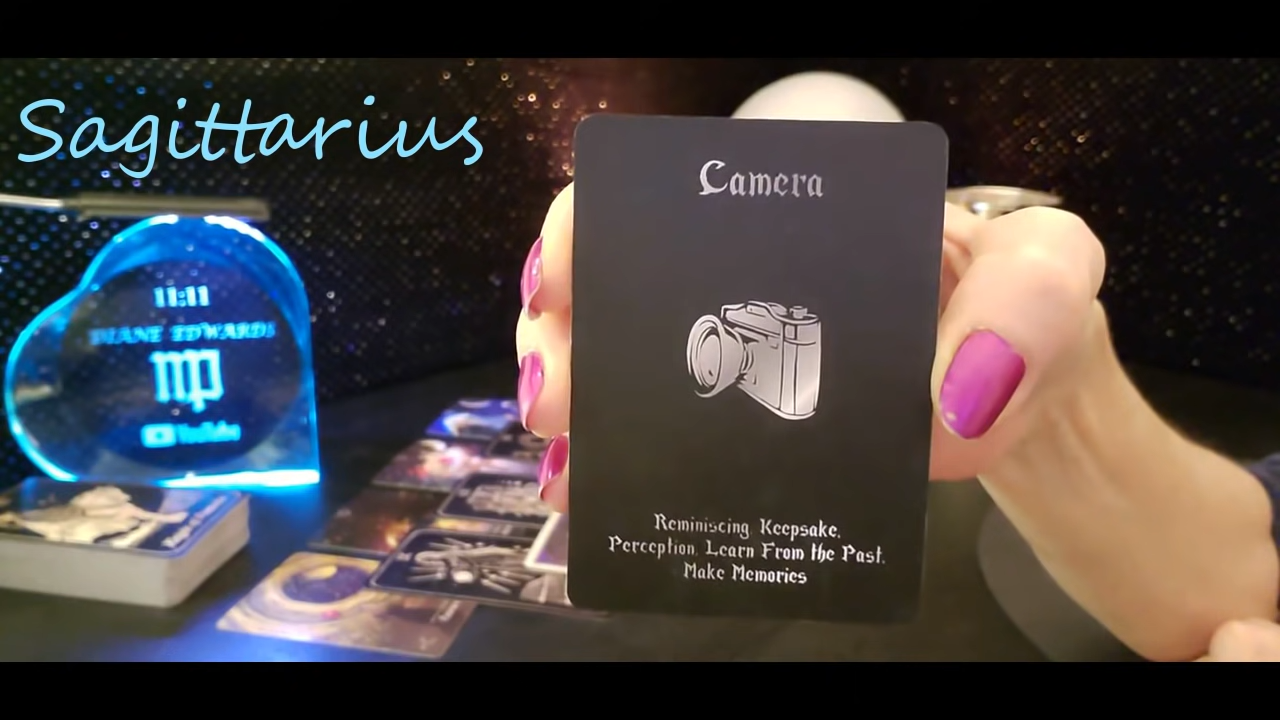 Sagittarius
Camera
11:11
DIANE EDWARDS
YouTube
Reminiscing, Keepsake,
Perception, Learn From the Past,
Make Memories